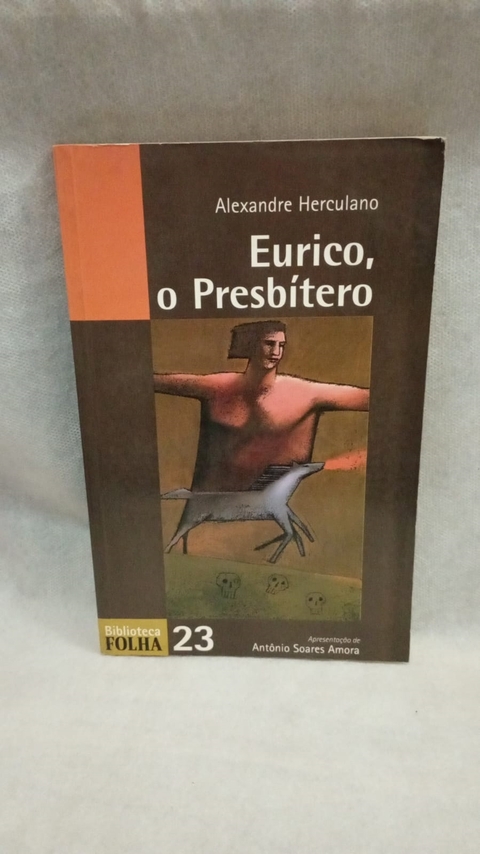 Alexandre Herculano
Eurico,
o Presbítero
Biblioteca
FOLHA
23
Apresentação de
Antônio Soares Amora